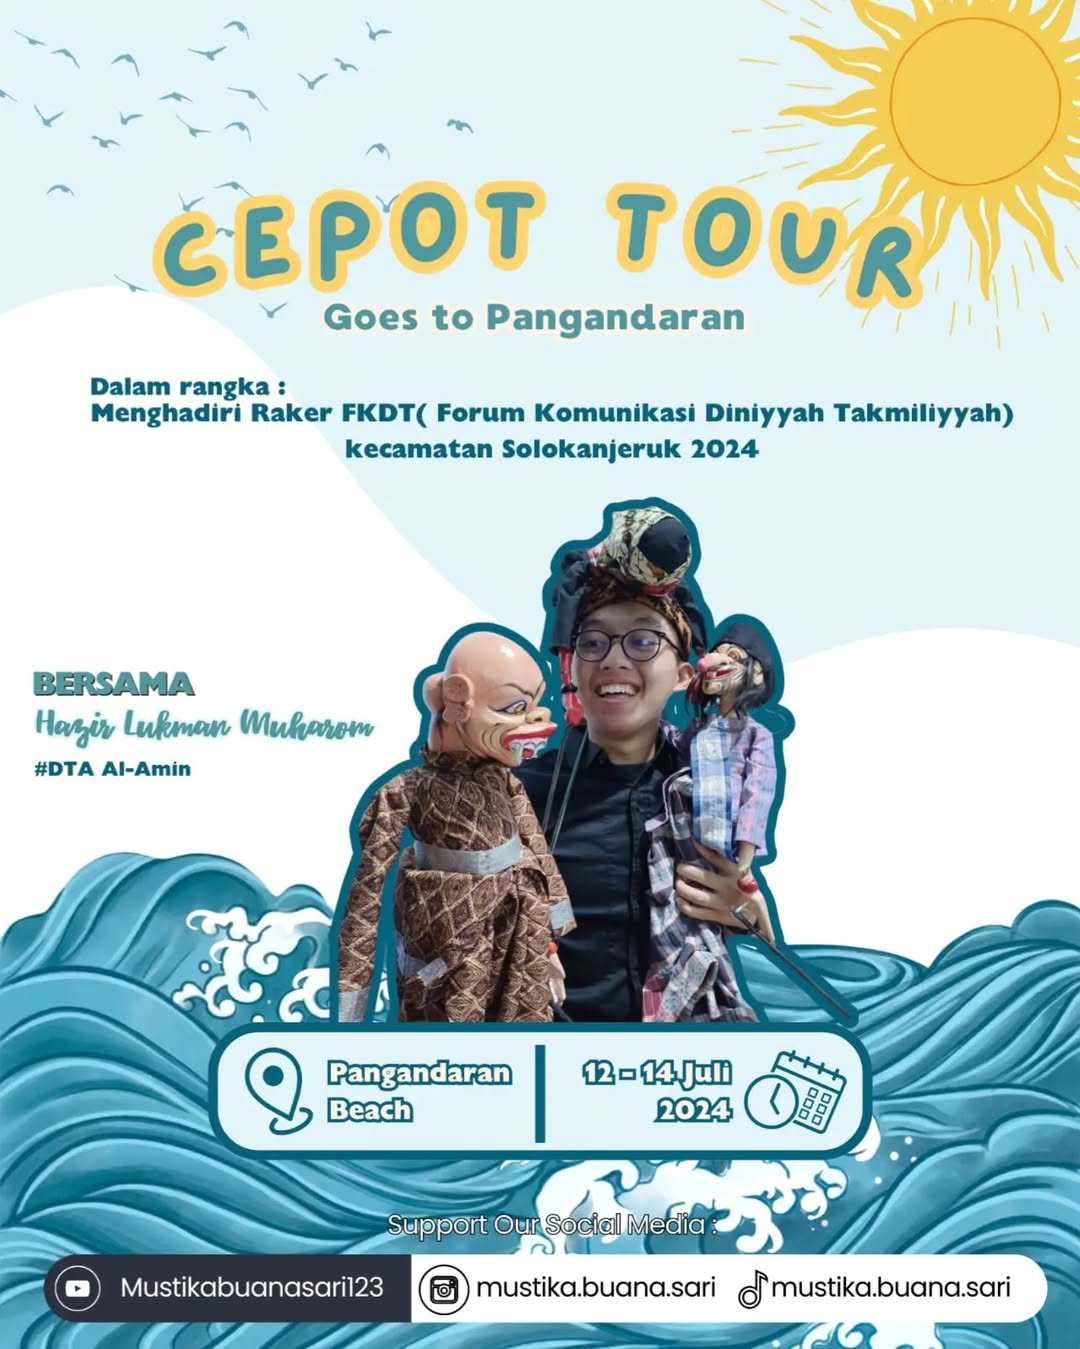 CEPOT TOUR
Goes to Pangandaran
Dalam rangka :
Menghadiri Raker FKDT( Forum Komunikasi Diniyyah Takmiliyyah)
kecamatan Solokanjeruk 2024
BERSAMA
Hazir Lukman Muharom
#DTA Al-Amin
Pangandaran
Beach
12 - 14 Juli
2024
Support Our Social Media :
Mustikabuanasari123
mustika.buana.sari
mustika.buana.sari